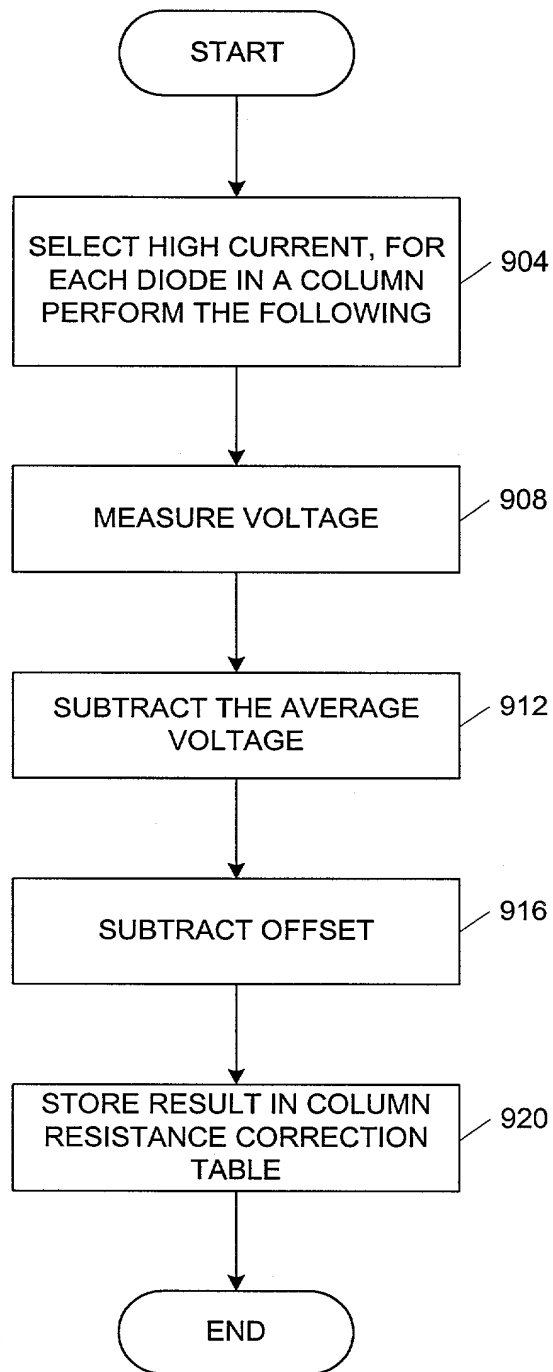 START
SELECT HIGH CURRENT, FOR
EACH DIODE IN A COLUMN
PERFORM THE FOLLOWING
904
MEASURE VOLTAGE
908
SUBTRACT THE AVERAGE
VOLTAGE
912
SUBTRACT OFFSET
916
STORE RESULT IN COLUMN
RESISTANCE CORRECTION
TABLE
920
END